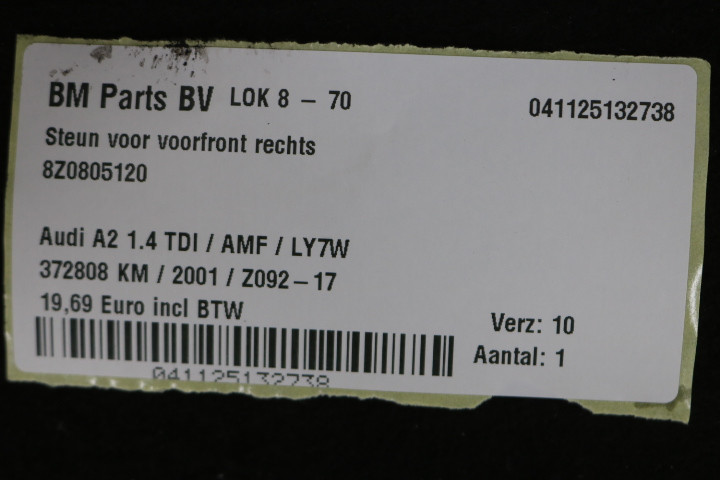 BM Parts BV LOK 8 – 70 041125132738
Steun voor voorfront rechts
8Z0805120
Audi A2 1.4 TDI / AMF / LY7W
372808 KM / 2001 / Z092–17
19,69 Euro incl BTW
Verz: 10
Aantal: 1
041125132738